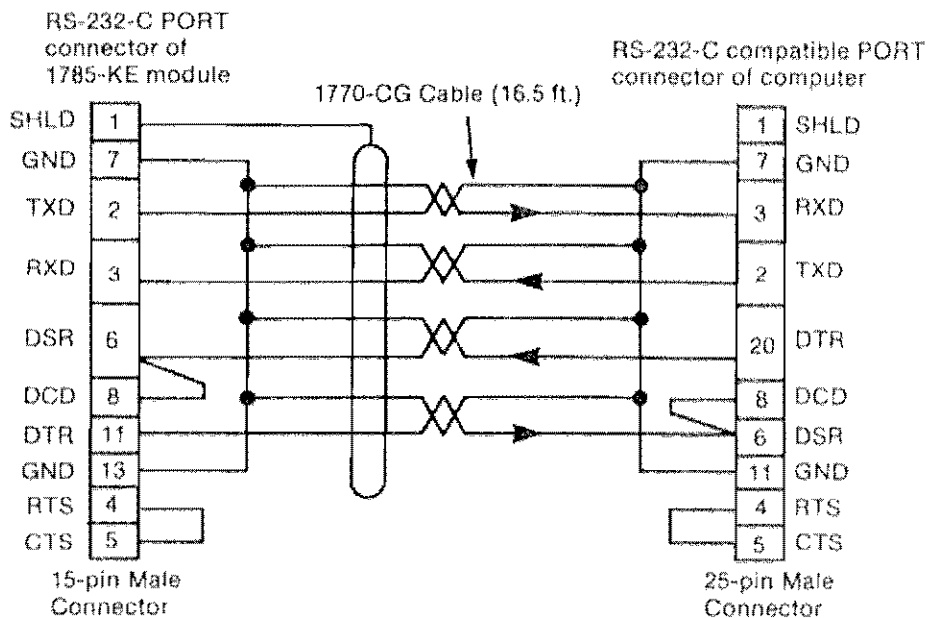 RS-232-C PORT
connector of
1785-KE module
RS-232-C compatible PORT
connector of computer
1770-CG Cable (16.5 ft.)
SHLD 1
GND 7
TXD 2
RXD 3
DSR 6
DCD 8
DTR 11
GND 13
RTS 4
CTS 5
15-pin Male
Connector
1 SHLD
7 GND
3 RXD
2 TXD
20 DTR
8 DCD
6 DSR
11 GND
4 RTS
5 CTS
25-pin Male
Connector